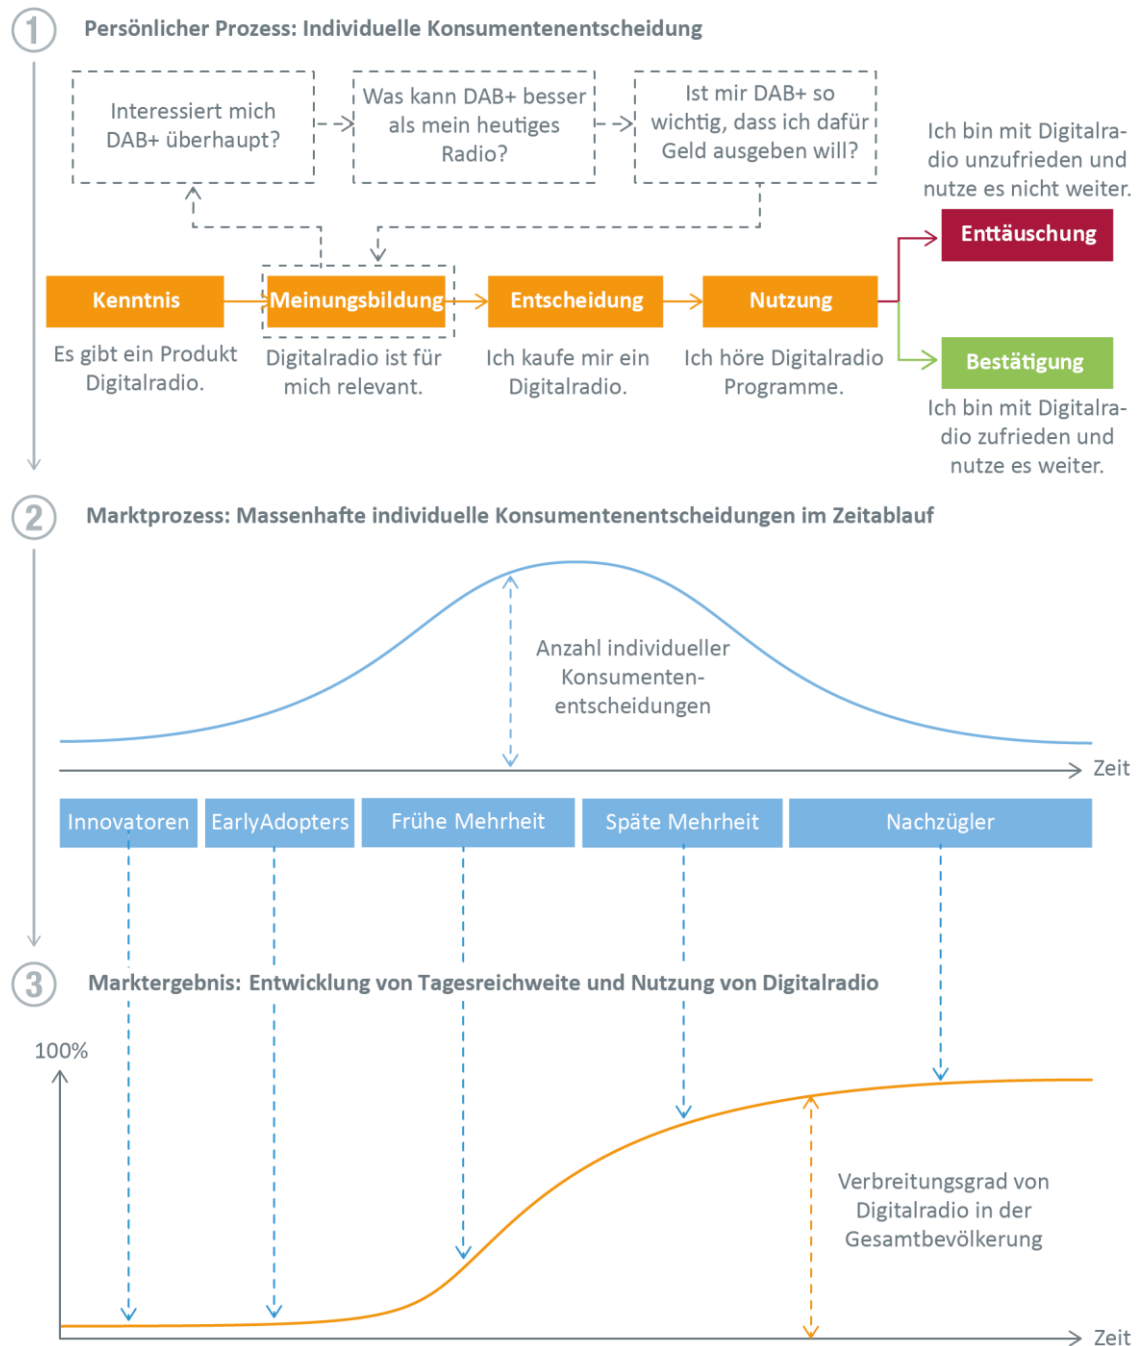 1
Persönlicher Prozess: Individuelle Konsumentenentscheidung
Interessiert mich
DAB+ überhaupt?
Was kann DAB+ besser
als mein heutiges
Radio?
Ist mir DAB+ so
wichtig, dass ich dafür
Geld ausgeben will?
Ich bin mit Digitalra-
dio unzufrieden und
nutze es nicht weiter.
Enttäuschung
Kenntnis
Meinungsbildung
Entscheidung
Nutzung
Es gibt ein Produkt
Digitalradio.
Digitalradio ist für
mich relevant.
Ich kaufe mir ein
Digitalradio.
Ich höre Digitalradio
Programme.
Bestätigung
Ich bin mit Digitalra-
dio zufrieden und
nutze es weiter.
2
Marktprozess: Massenhafte individuelle Konsumentenentscheidungen im Zeitablauf
Anzahl individueller
Konsumenten-
entscheidungen
Zeit
Innovatoren
EarlyAdopters
Frühe Mehrheit
Späte Mehrheit
Nachzügler
3
Marktergebnis: Entwicklung von Tagesreichweite und Nutzung von Digitalradio
100%
Verbreitungsgrad von
Digitalradio in der
Gesamtbevölkerung
Zeit